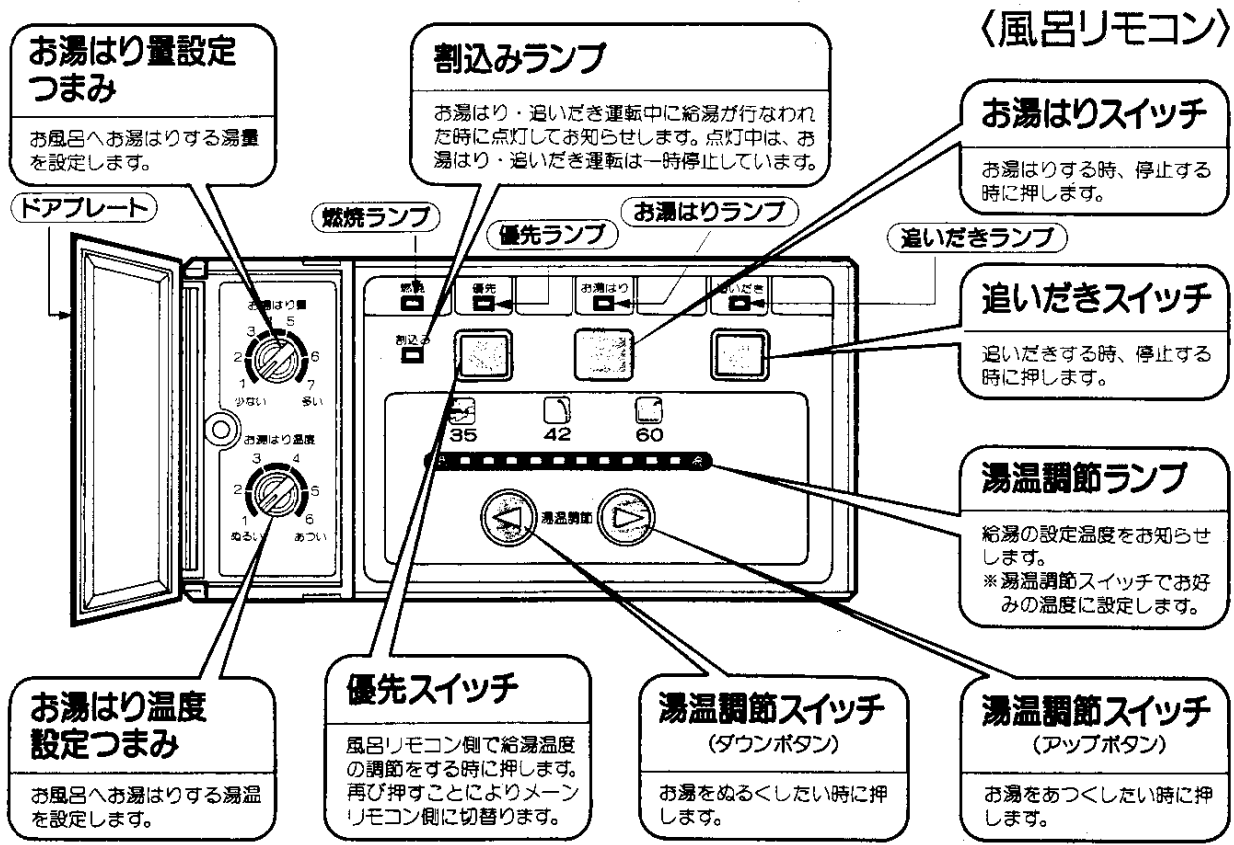 〈風呂リモコン〉
お湯はり量設定
つまみ
お風呂へお湯はりする湯量
を設定します。
割込みランプ
お湯はり・追いだき運転中に給湯が行なわれ
た時に点灯してお知らせします。点灯中は、お
湯はり・追いだき運転は一時停止しています。
お湯はりスイッチ
お湯はりする時、停止する
時に押します。
ドアプレート
燃焼ランプ
優先ランプ
お湯はりランプ
追いだきランプ
追いだきスイッチ
追いだきする時、停止する
時に押します。
燃焼
優先
お湯はり
追いだき
割込み
お湯はり量
1 2 3 4 5 6 7
少ない 多い
お湯はり温度
1 2 3 4 5 6
ぬるい あつい
35 42 60
湯温調節
湯温調節ランプ
給湯の設定温度をお知らせ
します。
※湯温調節スイッチでお好
みの温度に設定します。
お湯はり温度
設定つまみ
お風呂へお湯はりする湯温
を設定します。
優先スイッチ
風呂リモコン側で給湯温度
の調節をする時に押します。
再び押すことによりメーン
リモコン側に切替ります。
湯温調節スイッチ
(ダウンボタン)
お湯をぬるくしたい時に押
します。
湯温調節スイッチ
(アップボタン)
お湯をあつくしたい時に押
します。